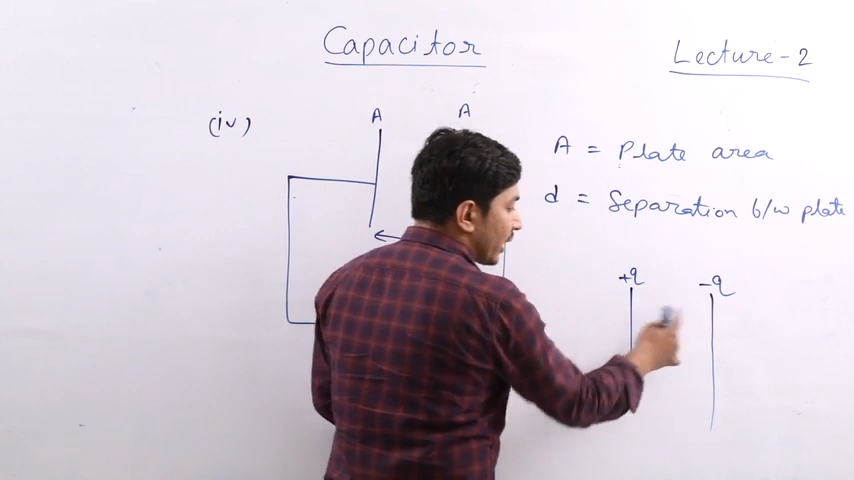 Capacitor
Lecture-2
(iv)
A A
A = Plate area
d = Separation b/w plate
+q -q